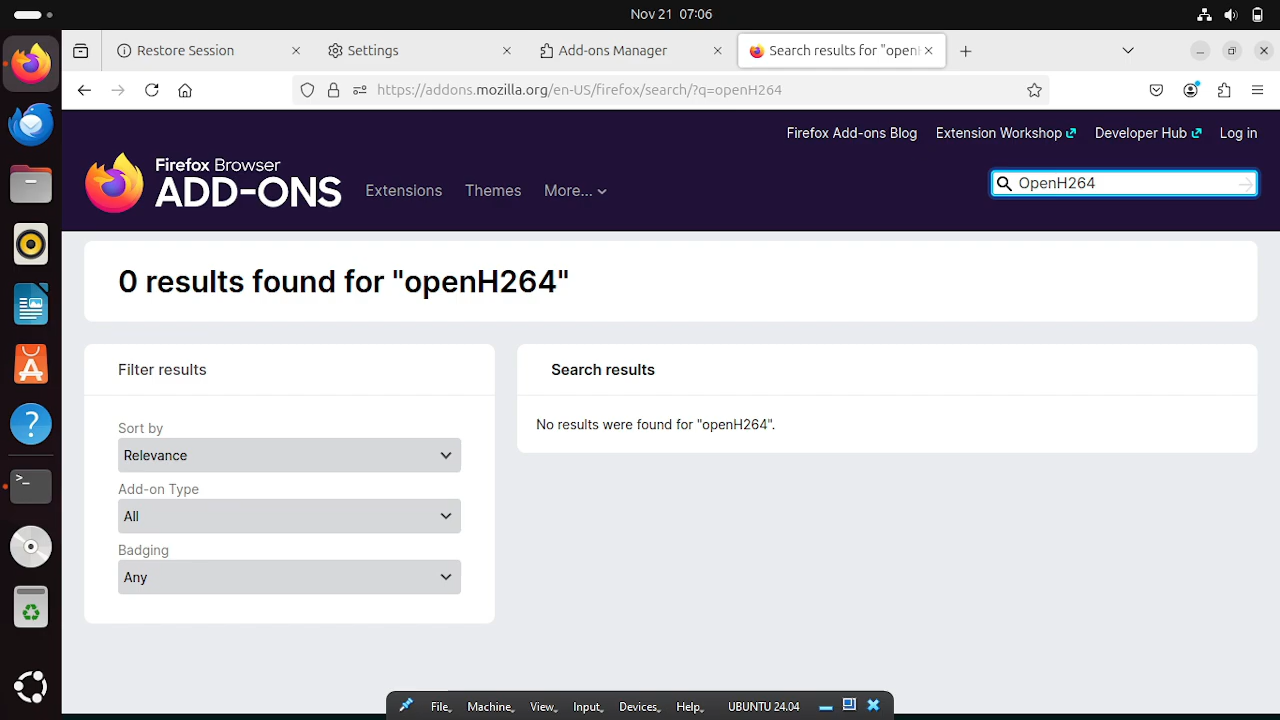 Nov 21 07:06
Restore Session
Settings
Add-ons Manager
Search results for "openH
https://addons.mozilla.org/en-US/firefox/search/?q=openH264
Firefox Add-ons Blog
Extension Workshop
Developer Hub
Log in
Firefox Browser
ADD-ONS
Extensions
Themes
More...
OpenH264
0 results found for "openH264"
Filter results
Search results
No results were found for "openH264".
Sort by
Relevance
Add-on Type
All
Badging
Any
File
Machine
View
Input
Devices
Help
UBUNTU 24.04